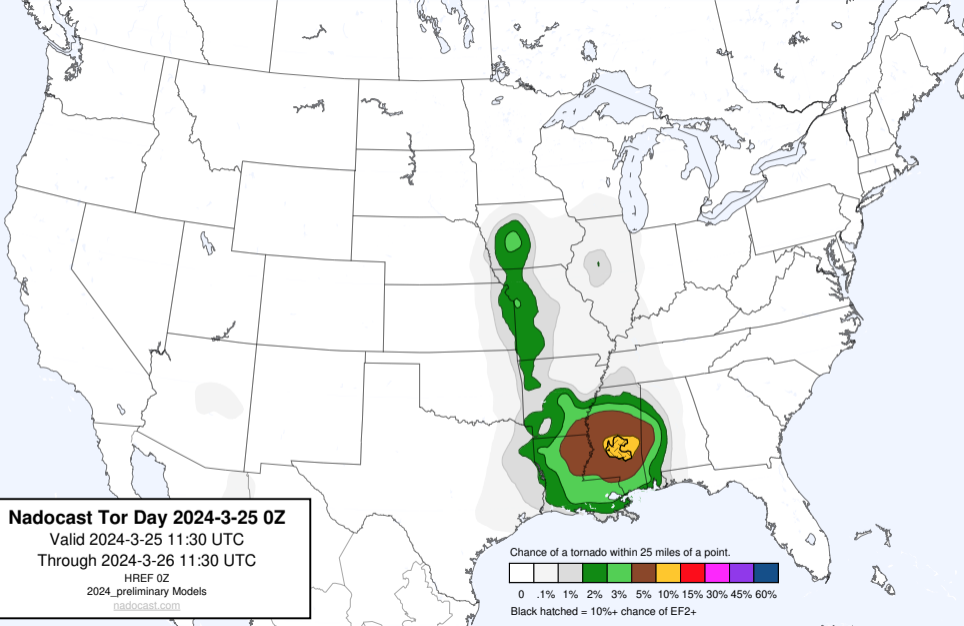 Nadocast Tor Day 2024-3-25 0Z
Valid 2024-3-25 11:30 UTC
Through 2024-3-26 11:30 UTC
HREF 0Z
2024_preliminary Models
nadocast.com
Chance of a tornado within 25 miles of a point.
0 .1% 1% 2% 3% 5% 10% 15% 30% 45% 60%
Black hatched = 10%+ chance of EF2+